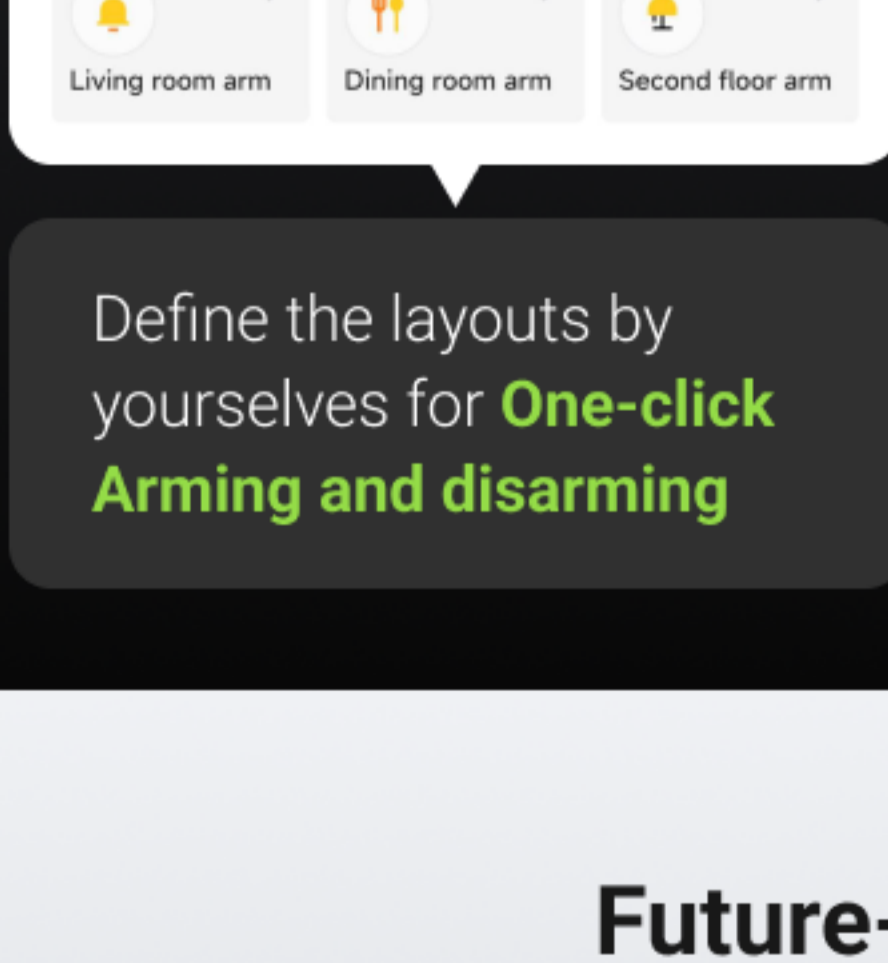 Living room arm Dining room arm Second floor arm
Define the layouts by
yourselves for One-click
Arming and disarming
Future-